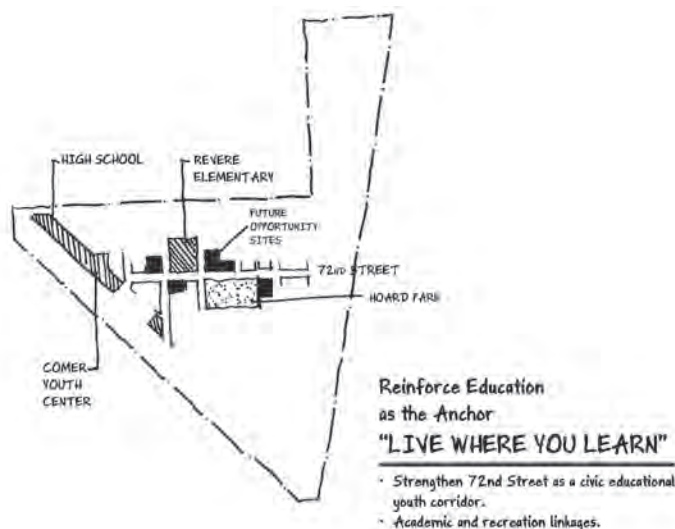 HIGH SCHOOL
REVERE
ELEMENTARY
FUTURE
OPPORTUNITY
SITES
72ND STREET
HOARD PARK
COMER
YOUTH
CENTER
Reinforce Education
as the Anchor
"LIVE WHERE YOU LEARN"
· Strengthen 72nd Street as a civic educational
youth corridor.
· Academic and recreation linkages.